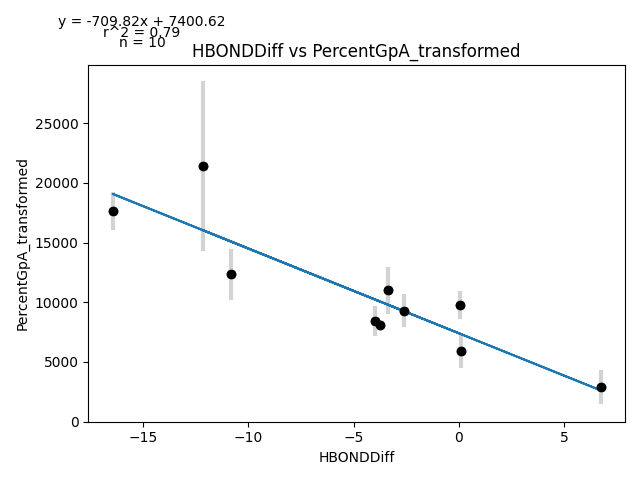 y = -709.82x + 7400.62
r^2 = 0.79
n = 10
HBONDDiff vs PercentGpA_transformed
PercentGpA_transformed
25000
20000
15000
10000
5000
0
−15
−10
−5
0
5
HBONDDiff